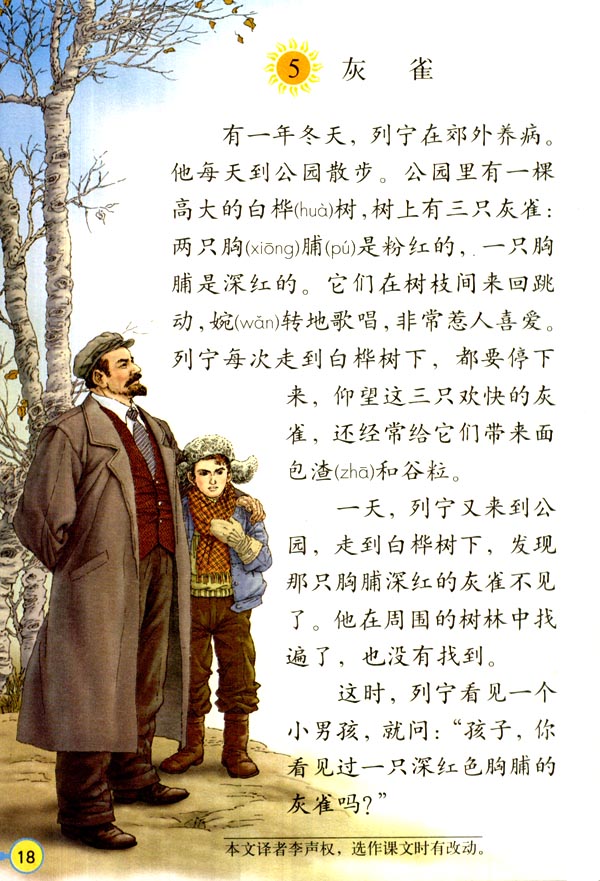 5 灰 雀
有一年冬天，列宁在郊外养病。
他每天到公园散步。公园里有一棵
高大的白桦(huà)树，树上有三只灰雀：
两只胸(xiōng)脯(pú)是粉红的，一只胸
脯是深红的。它们在树枝间来回跳
动，婉(wǎn)转地歌唱，非常惹人喜爱。
列宁每次走到白桦树下，都要停下
来，仰望这三只欢快的灰
雀，还经常给它们带来面
包渣(zhā)和谷粒。
一天，列宁又来到公
园，走到白桦树下，发现
那只胸脯深红的灰雀不见
了。他在周围的树林中找
遍了，也没有找到。
这时，列宁看见一个
小男孩，就问：“孩子，你
看见过一只深红色胸脯的
灰雀吗？”
本文译者李声权，选作课文时有改动。
18